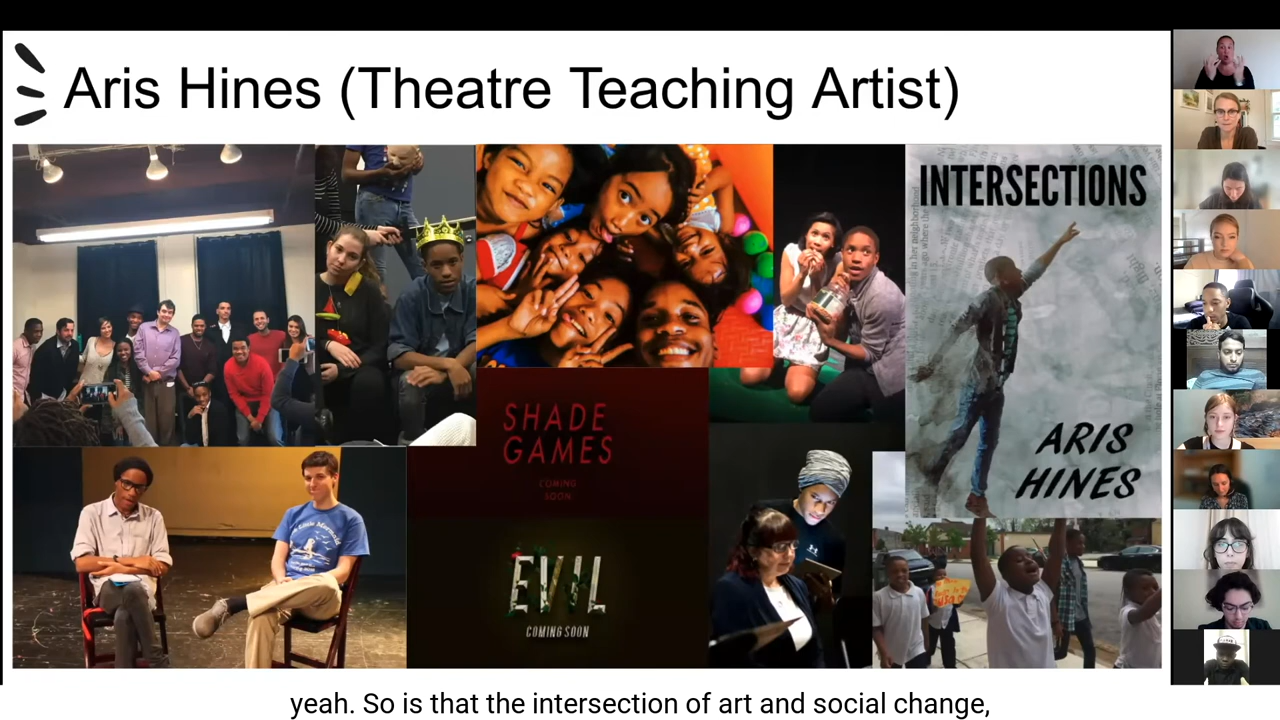 Aris Hines (Theatre Teaching Artist)
INTERSECTIONS
ARIS
HINES
SHADE
GAMES
COMING
SOON
EVIL
COMING SOON
yeah. So is that the intersection of art and social change,